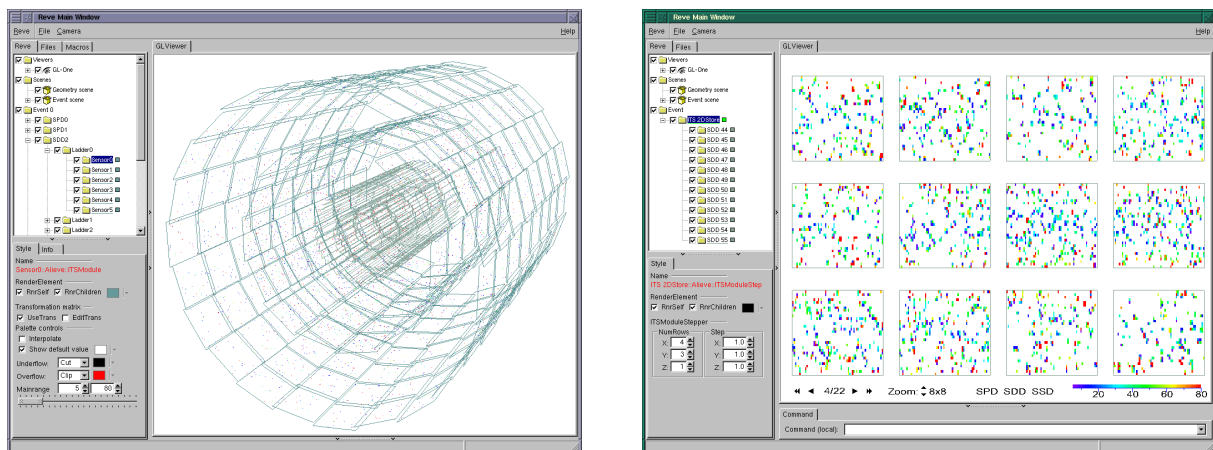 Reve Main Window
Reve File Camera Help
Reve Files Macros
GLViewer
Viewers
GL-One
Scenes
Geometry scene
Event scene
Event 0
SPD0
SPD1
SDD2
Ladder0
Sensor0
Sensor1
Sensor2
Sensor3
Sensor4
Sensor5
Ladder1
Ladder2
Style Info
Name
Sensor0::Alieve::ITSModule
RenderElement
RnrSelf RnrChildren
Transformation matrix
UseTrans EditTrans
Palette controls
Interpolate
Show default value
Underflow: Cut
Overflow: Clip
Mainrange 5 80
Reve Main Window
Reve File Camera Help
Reve Files
GLViewer
Viewers
GL-One
Scenes
Geometry scene
Event scene
Event
ITS 2DStore
SDD 44
SDD 45
SDD 46
SDD 47
SDD 48
SDD 49
SDD 50
SDD 51
SDD 52
SDD 53
SDD 54
SDD 55
Style
Name
ITS 2DStore::Alieve::ITSModuleStep
RenderElement
RnrSelf RnrChildren
ITSModuleStepper
NumRows Step
X: 4 X: 1.0
Y: 3 Y: 1.0
Z: 1 Z: 1.0
4/22 Zoom: 8x8 SPD SDD SSD 20 40 60 80
Command
Command (local):